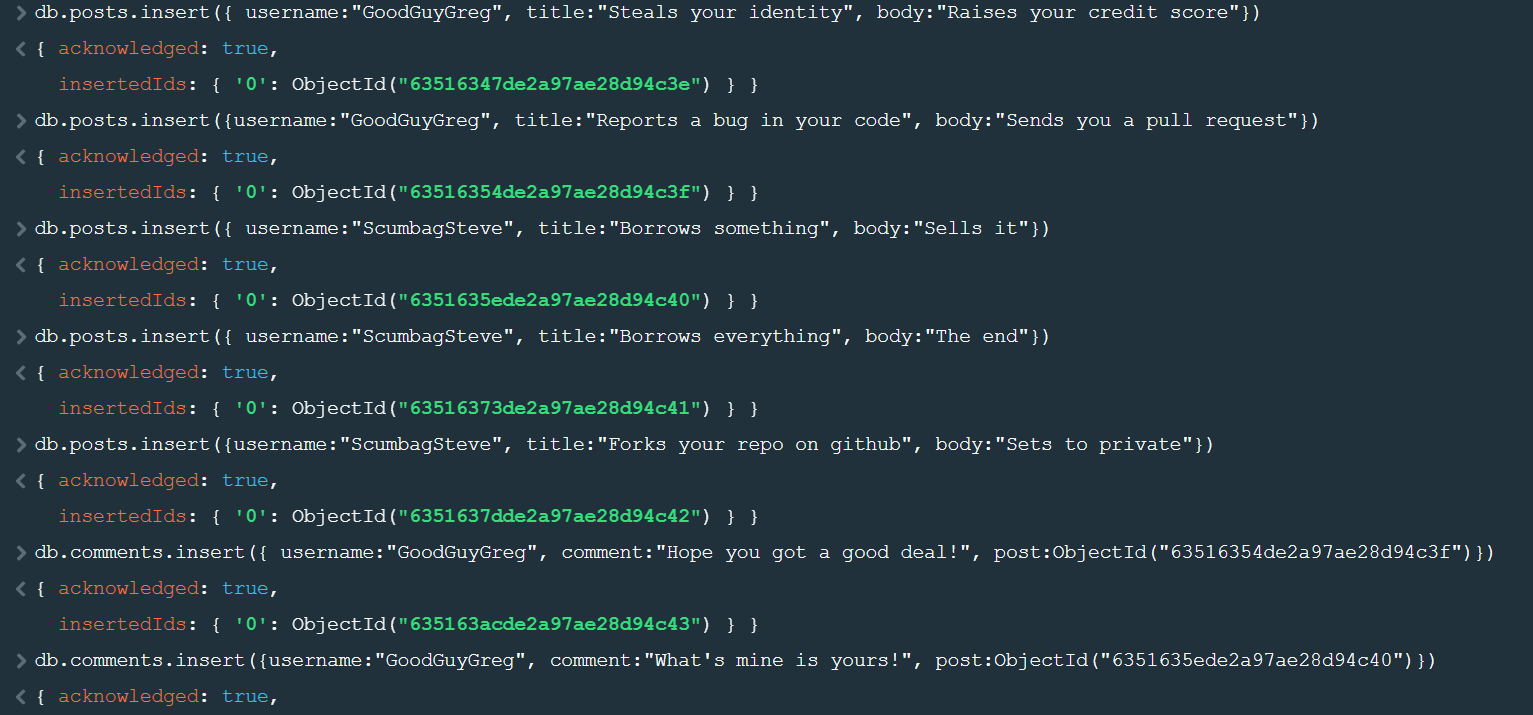 > db.posts.insert({ username:"GoodGuyGreg", title:"Steals your identity", body:"Raises your credit score"})
< { acknowledged: true,
insertedIds: { '0': ObjectId("63516347de2a97ae28d94c3e") } }
> db.posts.insert({username:"GoodGuyGreg", title:"Reports a bug in your code", body:"Sends you a pull request"})
< { acknowledged: true,
insertedIds: { '0': ObjectId("63516354de2a97ae28d94c3f") } }
> db.posts.insert({ username:"ScumbagSteve", title:"Borrows something", body:"Sells it"})
< { acknowledged: true,
insertedIds: { '0': ObjectId("6351635ede2a97ae28d94c40") } }
> db.posts.insert({ username:"ScumbagSteve", title:"Borrows everything", body:"The end"})
< { acknowledged: true,
insertedIds: { '0': ObjectId("63516373de2a97ae28d94c41") } }
> db.posts.insert({username:"ScumbagSteve", title:"Forks your repo on github", body:"Sets to private"})
< { acknowledged: true,
insertedIds: { '0': ObjectId("6351637dde2a97ae28d94c42") } }
> db.comments.insert({ username:"GoodGuyGreg", comment:"Hope you got a good deal!", post:ObjectId("63516354de2a97ae28d94c3f")})
< { acknowledged: true,
insertedIds: { '0': ObjectId("635163acde2a97ae28d94c43") } }
> db.comments.insert({username:"GoodGuyGreg", comment:"What's mine is yours!", post:ObjectId("6351635ede2a97ae28d94c40")})
< { acknowledged: true,